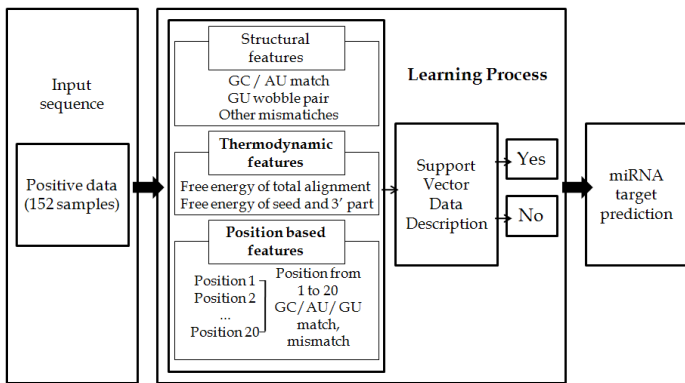 Input
sequence
Positive data
(152 samples)
Structural
features
GC / AU match
GU wobble pair
Other mismatiches
Thermodynamic
features
Free energy of total alignment
Free energy of seed and 3' part
Position based
features
Position 1
Position 2
...
Position 20
Position from
1 to 20
GC/AU/GU
match,
mismatch
Learning Process
Support
Vector
Data
Description
Yes
No
miRNA
target
prediction